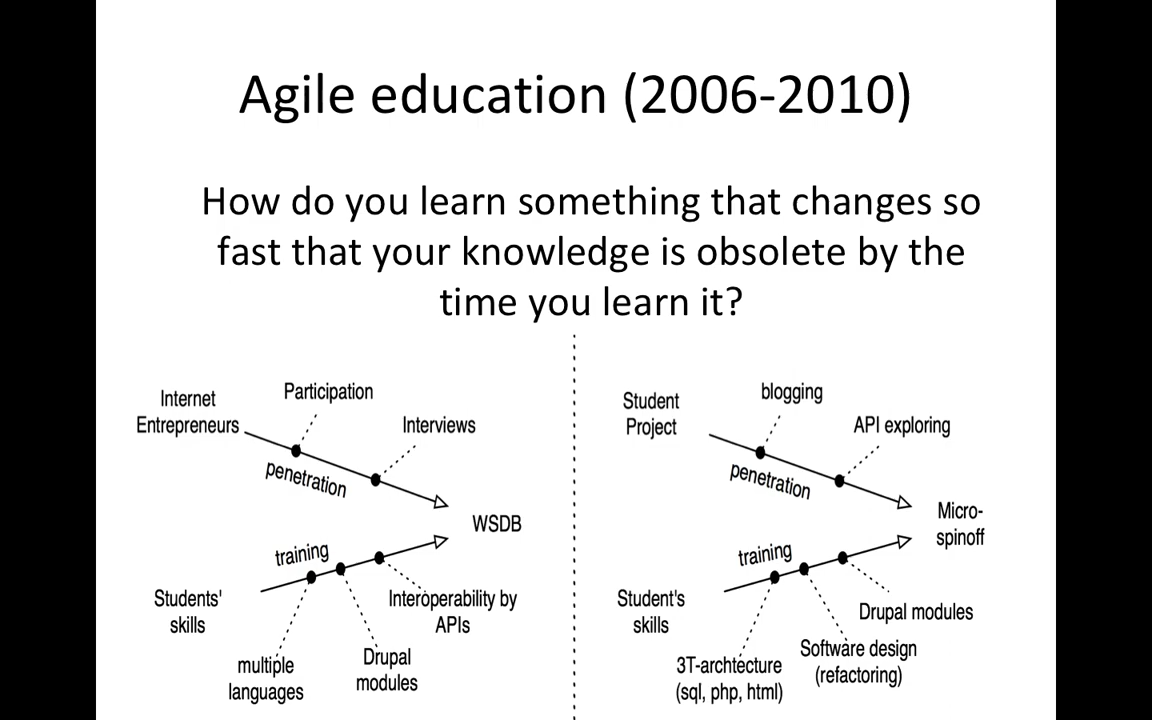 Agile education (2006-2010)
How do you learn something that changes so
fast that your knowledge is obsolete by the
time you learn it?
Internet
Entrepreneurs
Participation
Interviews
penetration
WSDB
training
Students'
skills
Interoperability by
APIs
multiple
languages
Drupal
modules
Student
Project
blogging
API exploring
penetration
Micro-
spinoff
training
Student's
skills
Drupal modules
Software design
(refactoring)
3T-archtecture
(sql, php, html)